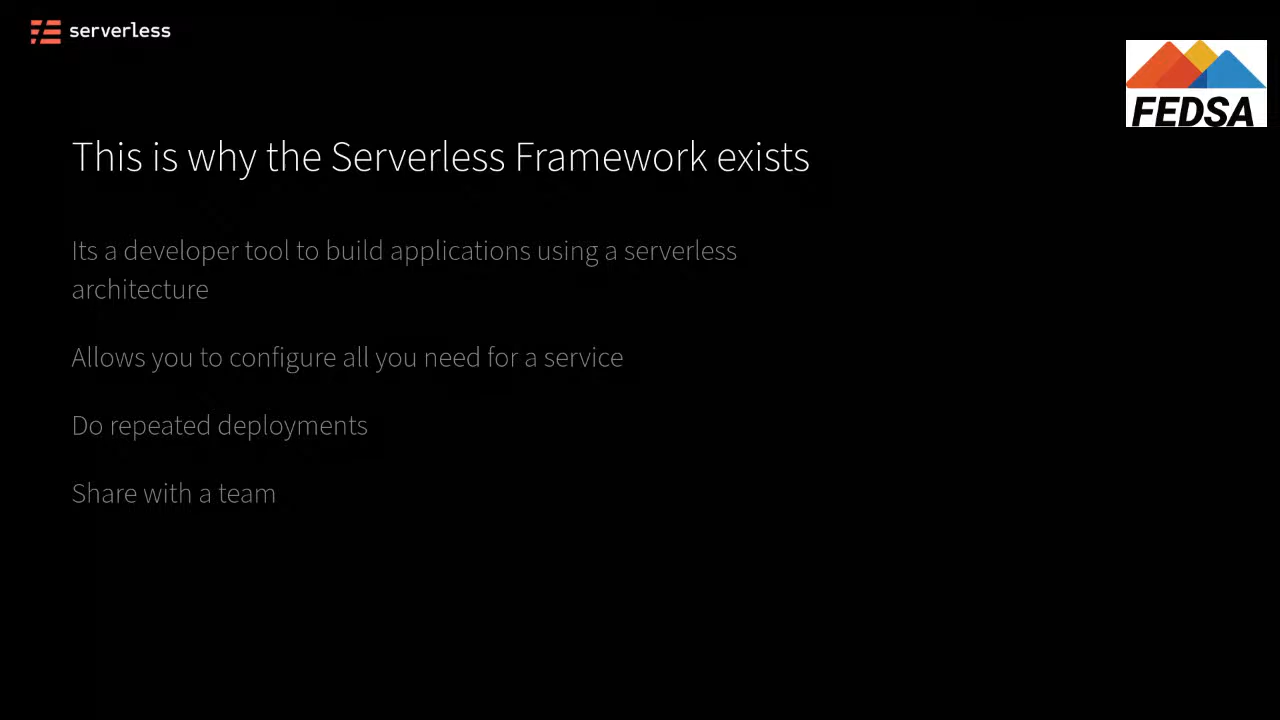 serverless
FEDSA
This is why the Serverless Framework exists
Its a developer tool to build applications using a serverless
architecture
Allows you to configure all you need for a service
Do repeated deployments
Share with a team